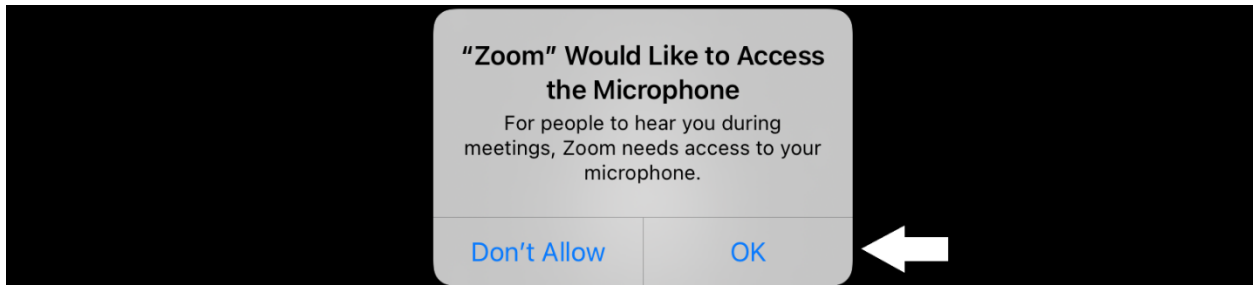 “Zoom” Would Like to Access
the Microphone
For people to hear you during
meetings, Zoom needs access to your
microphone.
Don’t Allow
OK